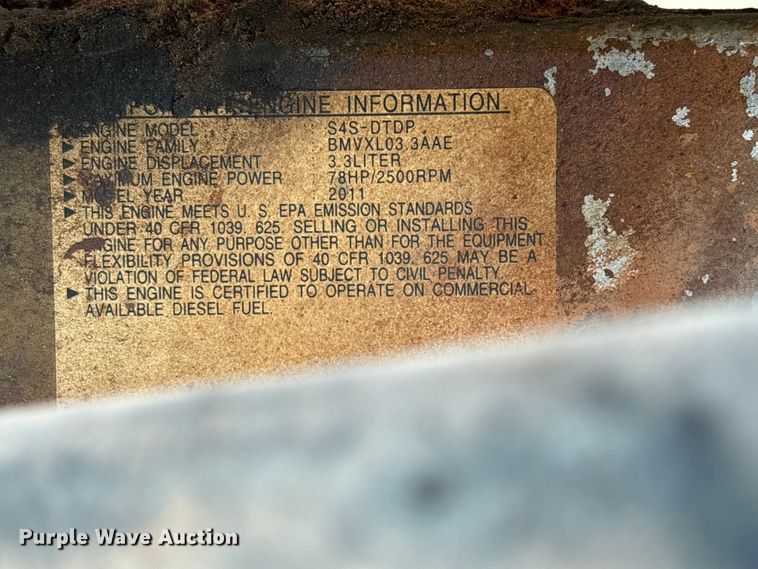 ENGINE INFORMATION
ENGINE MODEL S4S-DTDP
▶ ENGINE FAMILY BMVXL03.3AAE
▶ ENGINE DISPLACEMENT 3.3LITER
▶ MAXIMUM ENGINE POWER 78HP/2500RPM
▶ MODEL YEAR 2011
▶ THIS ENGINE MEETS U. S. EPA EMISSION STANDARDS
UNDER 40 CFR 1039. 625. SELLING OR INSTALLING THIS
ENGINE FOR ANY PURPOSE OTHER THAN FOR THE EQUIPMENT
FLEXIBILITY PROVISIONS OF 40 CFR 1039. 625 MAY BE A
VIOLATION OF FEDERAL LAW SUBJECT TO CIVIL PENALTY.
▶ THIS ENGINE IS CERTIFIED TO OPERATE ON COMMERCIAL-
AVAILABLE DIESEL FUEL.
Purple Wave Auction